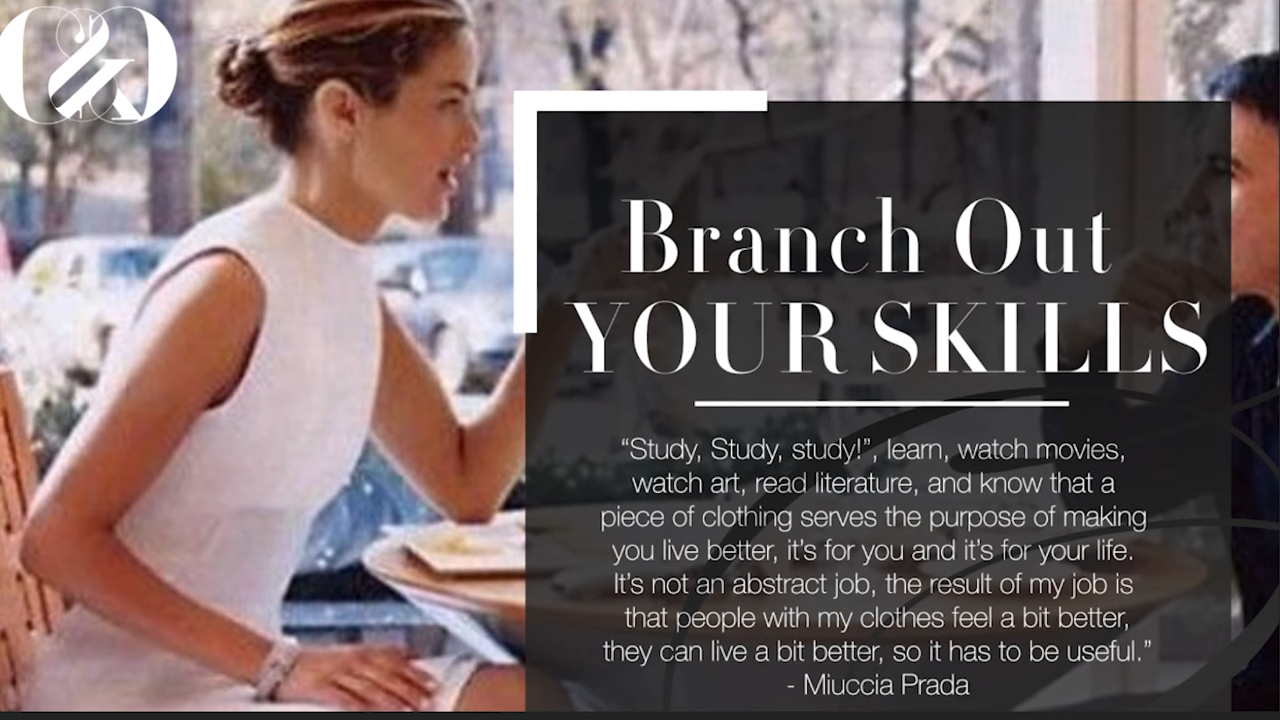 Branch Out
YOUR SKILLS
“Study, Study, study!”, learn, watch movies,
watch art, read literature, and know that a
piece of clothing serves the purpose of making
you live better, it’s for you and it’s for your life.
It’s not an abstract job, the result of my job is
that people with my clothes feel a bit better,
they can live a bit better, so it has to be useful.”
- Miuccia Prada